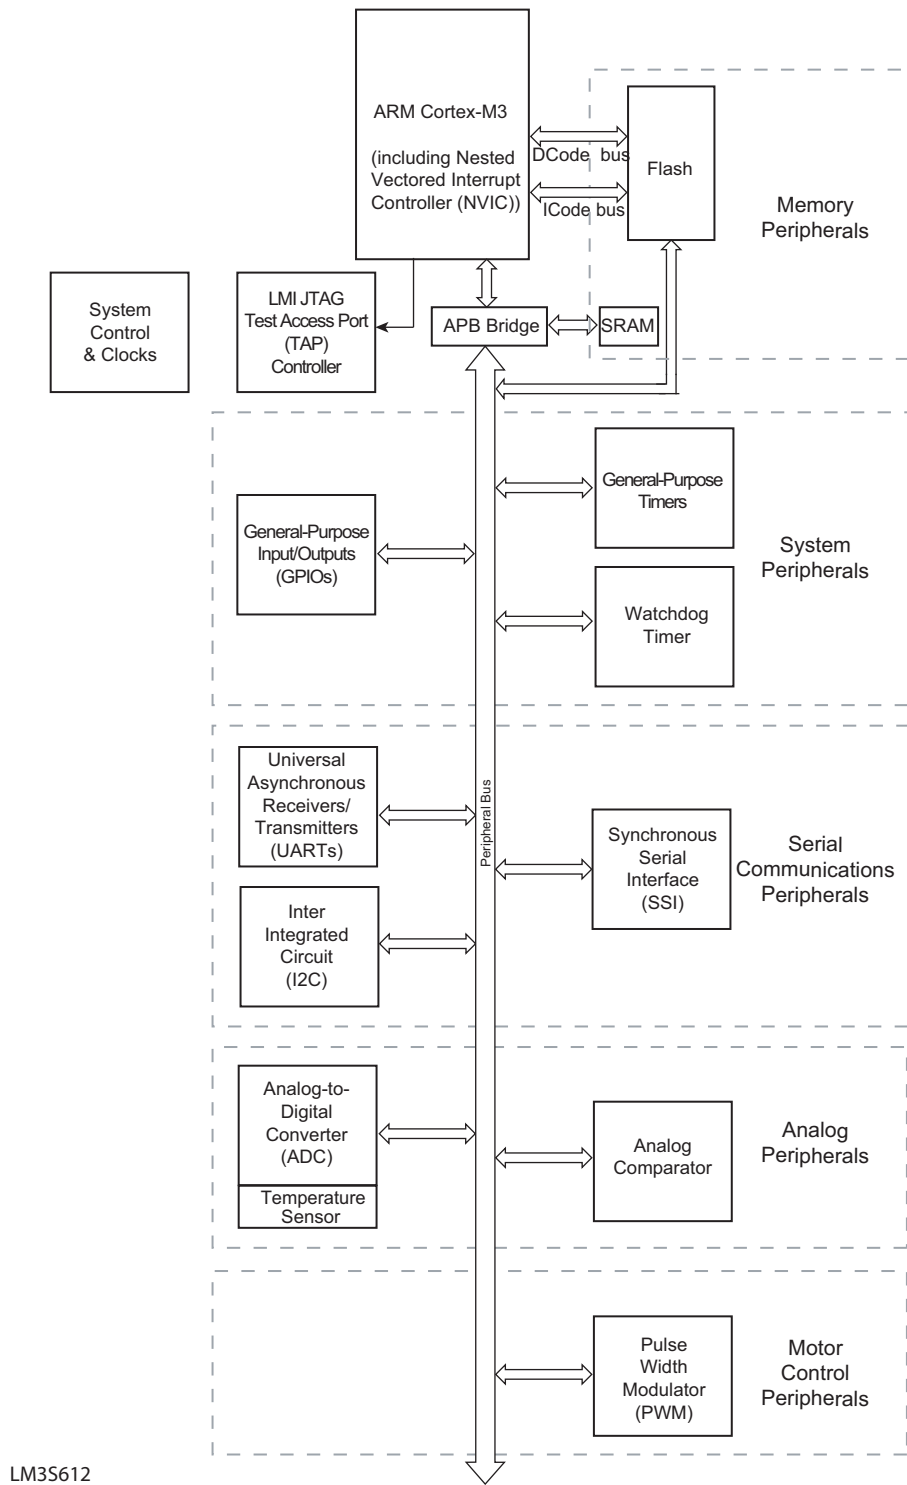 ARM Cortex-M3
(including Nested
Vectored Interrupt
Controller (NVIC))
DCode bus
ICode bus
Flash
Memory
Peripherals
System
Control
& Clocks
LMI JTAG
Test Access Port
(TAP)
Controller
APB Bridge
SRAM
General-Purpose
Timers
General-Purpose
Input/Outputs
(GPIOs)
System
Peripherals
Watchdog
Timer
Universal
Asynchronous
Receivers/
Transmitters
(UARTs)
Peripheral Bus
Synchronous
Serial
Interface
(SSI)
Serial
Communications
Peripherals
Inter
Integrated
Circuit
(I2C)
Analog-to-
Digital
Converter
(ADC)
Temperature
Sensor
Analog
Comparator
Analog
Peripherals
Pulse
Width
Modulator
(PWM)
Motor
Control
Peripherals
LM3S612